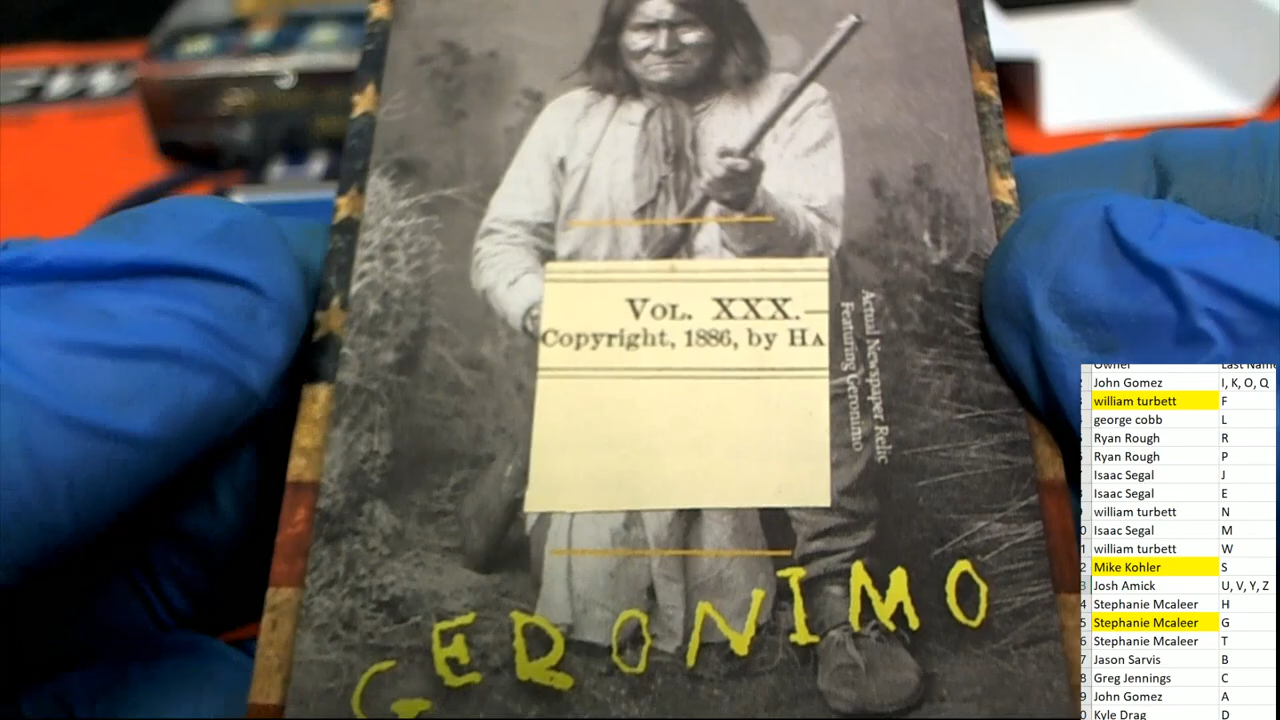 VOL. XXX.—
Copyright, 1886, by HA
Actual Newspaper Relic
Featuring Geronimo
GERONIMO
Owner Last Name
John Gomez I, K, O, Q
william turbett F
george cobb L
Ryan Rough R
Ryan Rough P
Isaac Segal J
Isaac Segal E
william turbett N
Isaac Segal M
william turbett W
Mike Kohler S
Josh Amick U, V, Y, Z
Stephanie Mcaleer H
Stephanie Mcaleer G
Stephanie Mcaleer T
Jason Sarvis B
Greg Jennings C
John Gomez A
Kyle Drag D